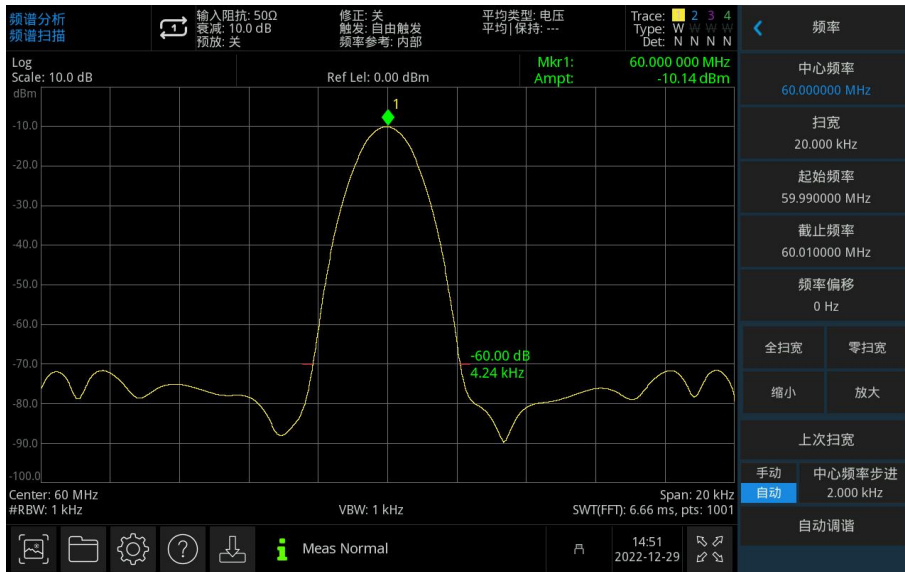 频谱分析
频谱扫描
1
输入阻抗: 50Ω
衰减: 10.0 dB
预放: 关
修正: 关
触发: 自由触发
频率参考: 内部
平均类型: 电压
平均|保持: ---
Trace: 1 2 3 4
Type: W W W W
Det: N N N N
Log
Scale: 10.0 dB
Ref Lel: 0.00 dBm
Mkr1: 60.000 000 MHz
Ampt: -10.14 dBm
dBm
1
-10.0
-20.0
-30.0
-40.0
-50.0
-60.0
-70.0
-80.0
-90.0
-100.0
-60.00 dB
4.24 kHz
Center: 60 MHz
#RBW: 1 kHz
VBW: 1 kHz
Span: 20 kHz
SWT(FFT): 6.66 ms, pts: 1001
Meas Normal
14:51
2022-12-29
频率
中心频率
60.000000 MHz
扫宽
20.000 kHz
起始频率
59.990000 MHz
截止频率
60.010000 MHz
频率偏移
0 Hz
全扫宽 零扫宽
缩小 放大
上次扫宽
手动
自动
中心频率步进
2.000 kHz
自动调谐